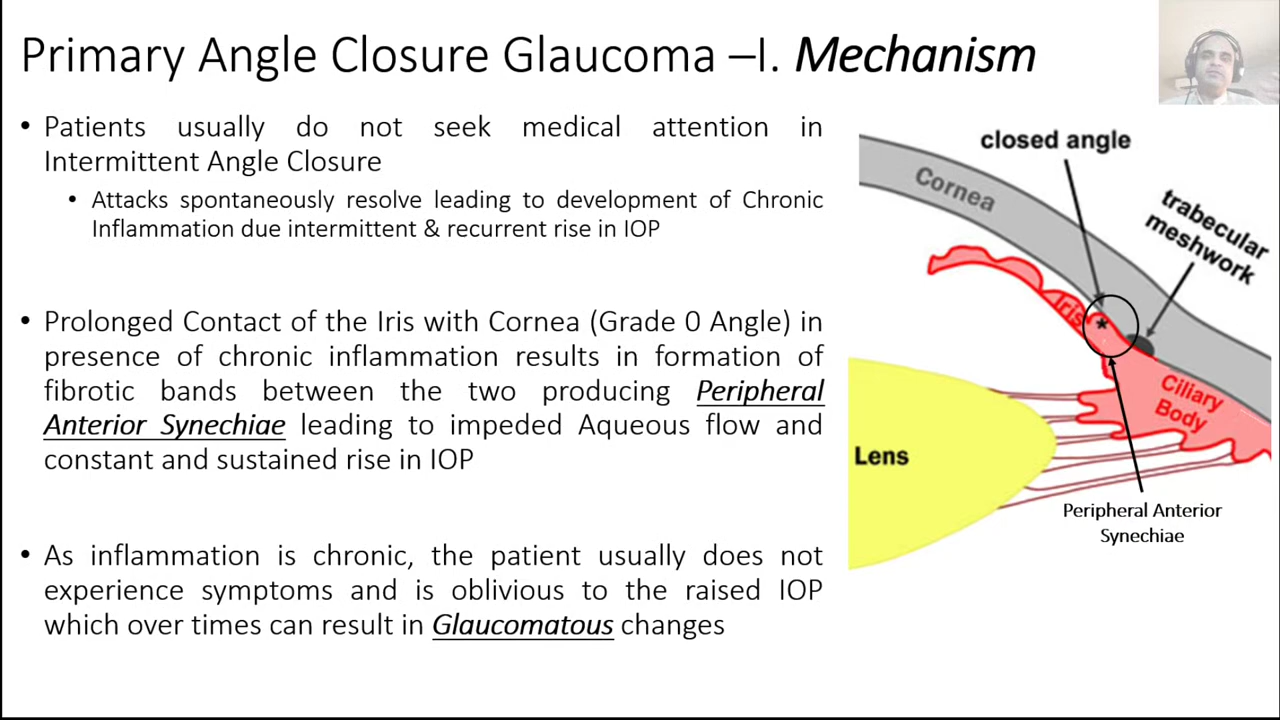 Primary Angle Closure Glaucoma –I. Mechanism
• Patients usually do not seek medical attention in
Intermittent Angle Closure
• Attacks spontaneously resolve leading to development of Chronic
Inflammation due intermittent & recurrent rise in IOP
• Prolonged Contact of the Iris with Cornea (Grade 0 Angle) in
presence of chronic inflammation results in formation of
fibrotic bands between the two producing Peripheral
Anterior Synechiae leading to impeded Aqueous flow and
constant and sustained rise in IOP
• As inflammation is chronic, the patient usually does not
experience symptoms and is oblivious to the raised IOP
which over times can result in Glaucomatous changes
closed angle
Cornea
trabecular
meshwork
Iris
*
Ciliary
Body
Lens
Peripheral Anterior
Synechiae